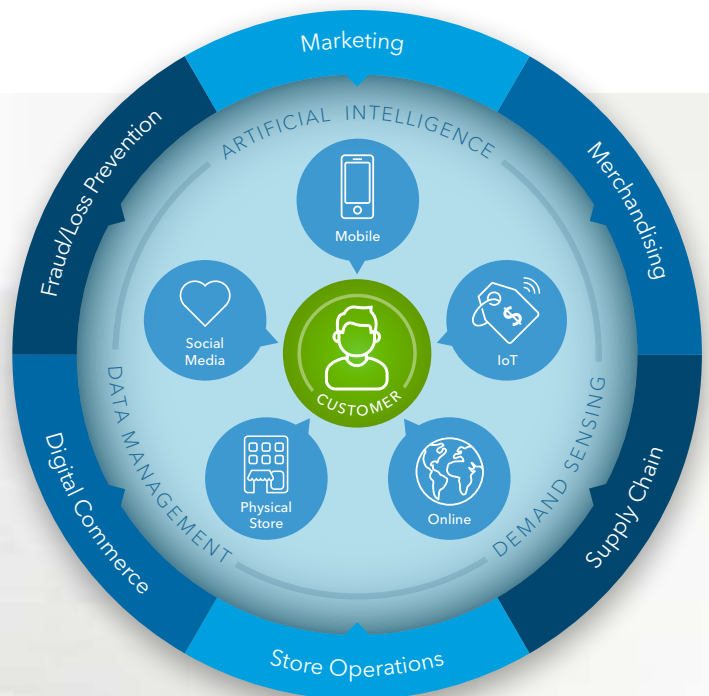 Marketing
Merchandising
Supply Chain
Store Operations
Digital Commerce
Fraud/Loss Prevention
ARTIFICIAL INTELLIGENCE
DEMAND SENSING
DATA MANAGEMENT
Mobile
$
IoT
Online
Physical
Store
Social
Media
CUSTOMER